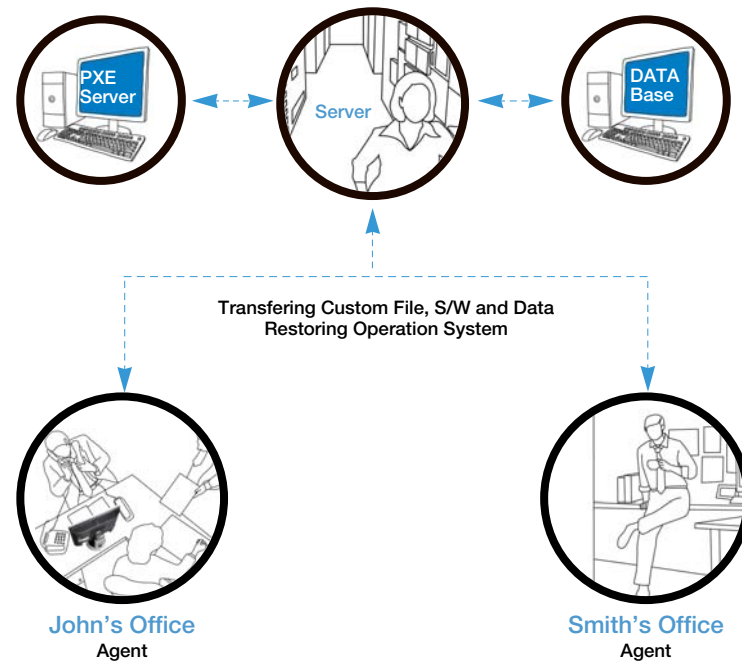 PXE
Server
Server
DATA
Base
Transfering Custom File, S/W and Data
Restoring Operation System
John's Office
Agent
Smith's Office
Agent